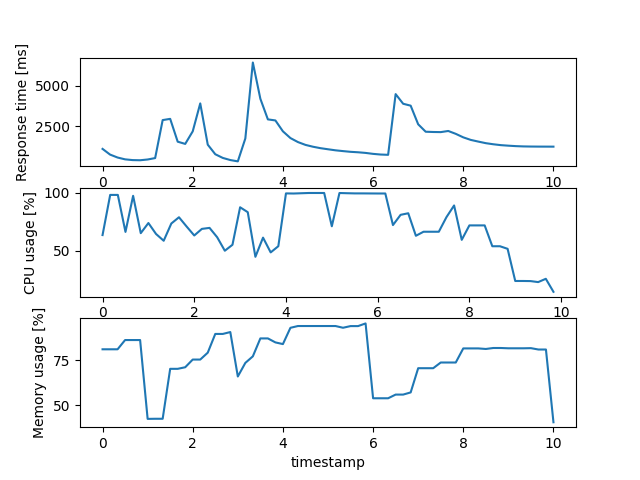 Response time [ms]
5000
2500
0 2 4 6 8 10
CPU usage [%]
100
50
0 2 4 6 8 10
Memory usage [%]
75
50
0 2 4 6 8 10
timestamp